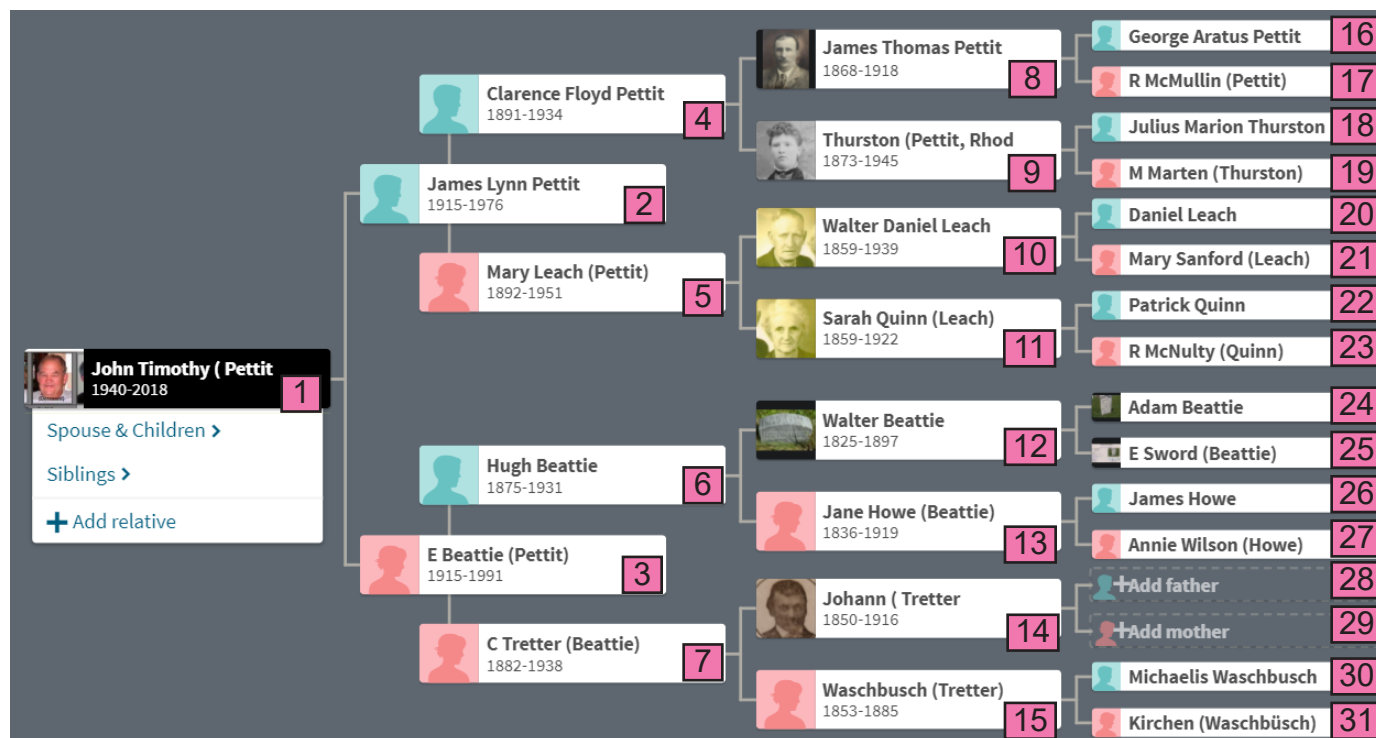 John Timothy ( Pettit
1940-2018
1
Spouse & Children
Siblings
Add relative
James Lynn Pettit
1915-1976
2
E Beattie (Pettit)
1915-1991
3
Clarence Floyd Pettit
1891-1934
4
Mary Leach (Pettit)
1892-1951
5
Hugh Beattie
1875-1931
6
C Tretter (Beattie)
1882-1938
7
James Thomas Pettit
1868-1918
8
Thurston (Pettit, Rhod
1873-1945
9
Walter Daniel Leach
1859-1939
10
Sarah Quinn (Leach)
1859-1922
11
Walter Beattie
1825-1897
12
Jane Howe (Beattie)
1836-1919
13
Johann ( Tretter
1850-1916
14
Waschbusch (Tretter)
1853-1885
15
George Aratus Pettit 16
R McMullin (Pettit) 17
Julius Marion Thurston 18
M Marten (Thurston) 19
Daniel Leach 20
Mary Sanford (Leach) 21
Patrick Quinn 22
R McNulty (Quinn) 23
Adam Beattie 24
E Sword (Beattie) 25
James Howe 26
Annie Wilson (Howe) 27
Add father 28
Add mother 29
Michaelis Waschbusch 30
Kirchen (Waschbüsch) 31